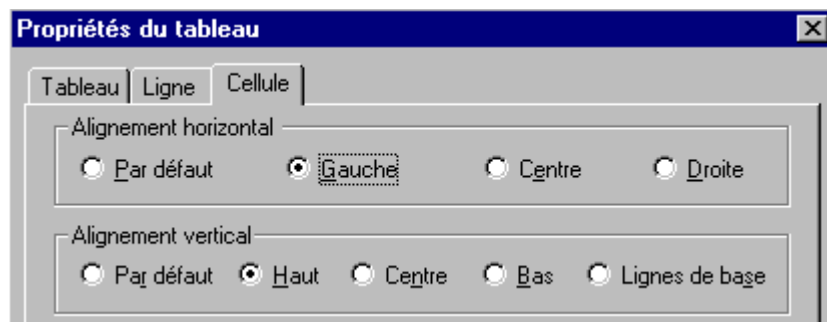 Propriétés du tableau
Tableau Ligne Cellule
Alignement horizontal
Par défaut Gauche Centre Droite
Alignement vertical
Par défaut Haut Centre Bas Lignes de base